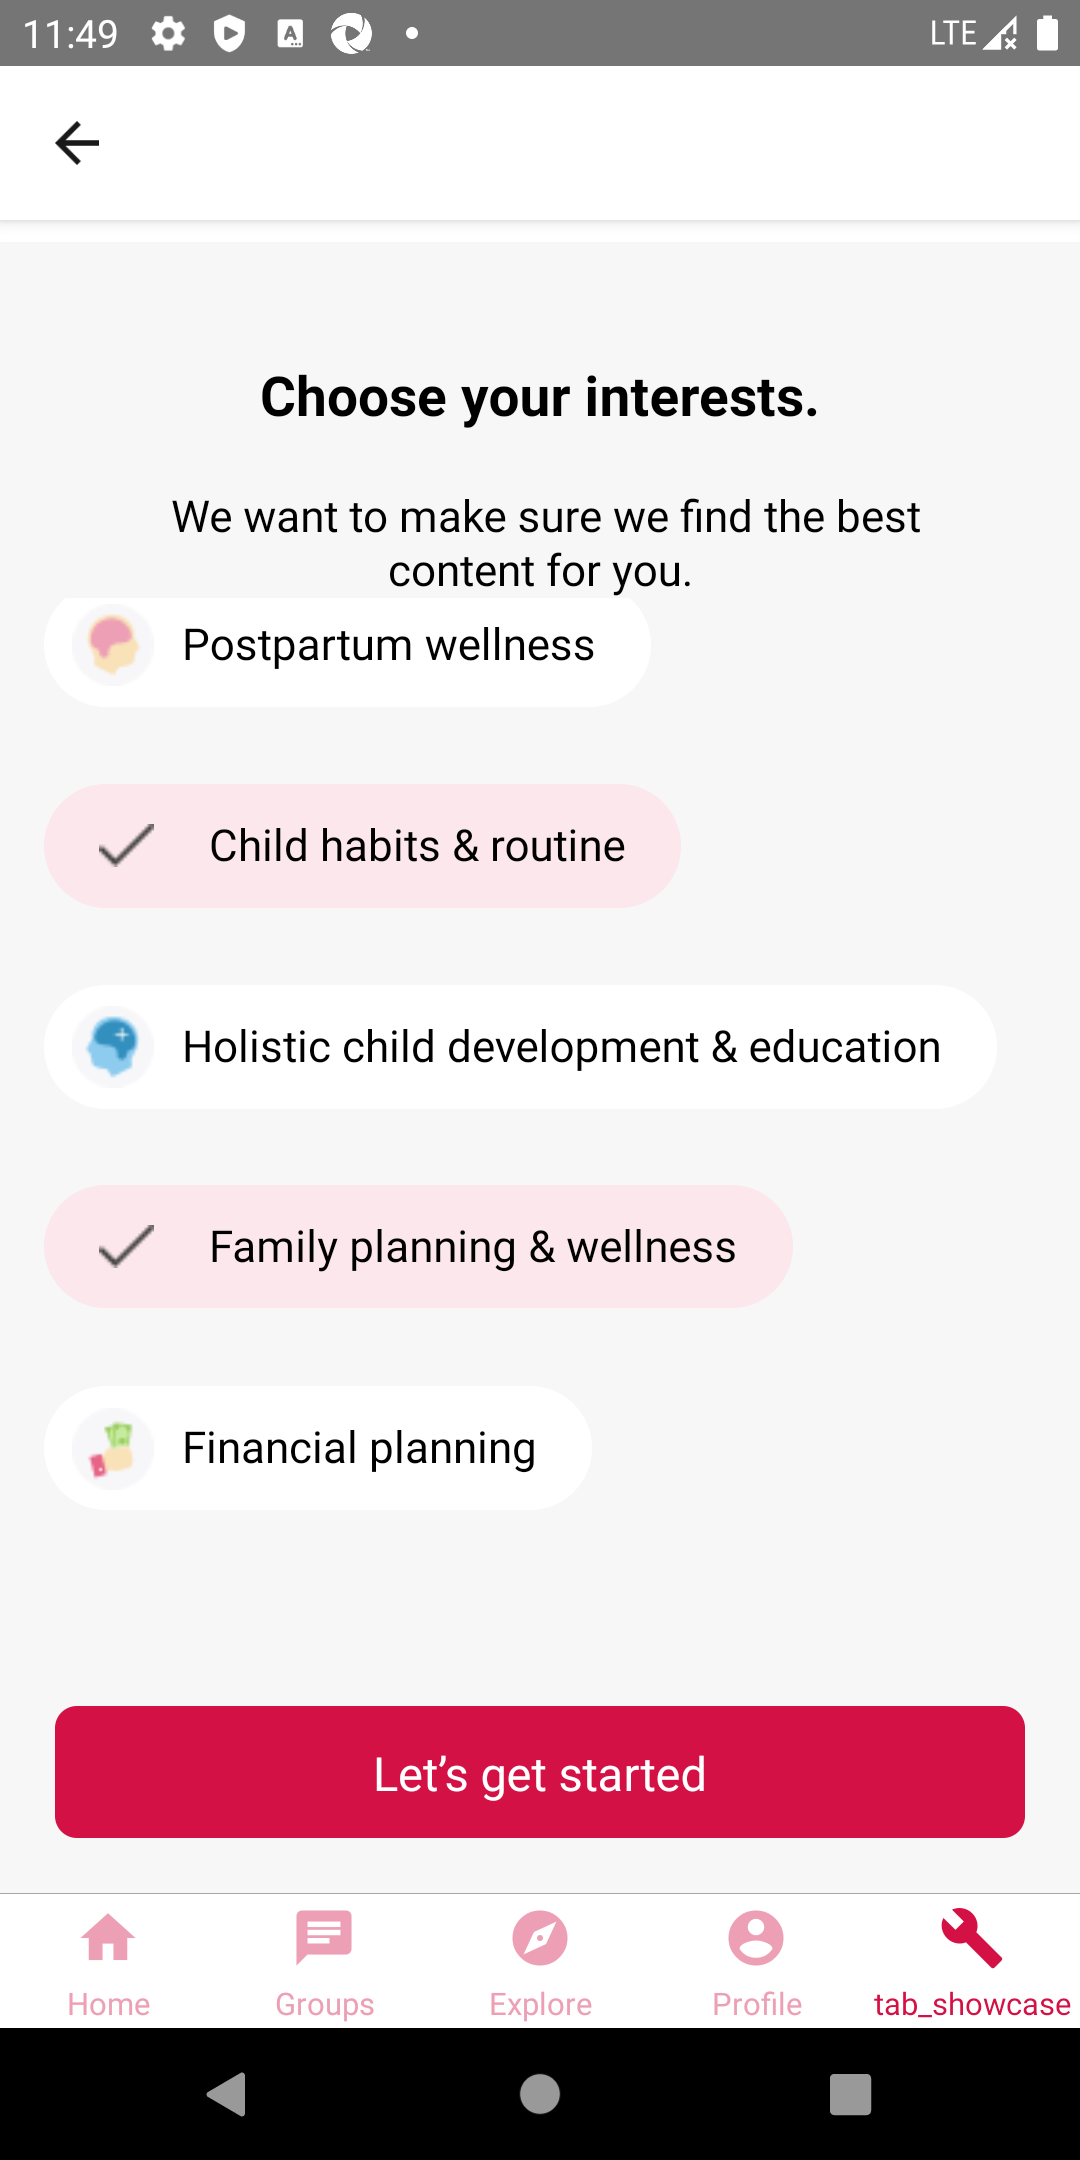 11:49
LTE
Choose your interests.
We want to make sure we find the best
content for you.
Postpartum wellness
Child habits & routine
Holistic child development & education
Family planning & wellness
Financial planning
Let’s get started
Home
Groups
Explore
Profile
tab_showcase